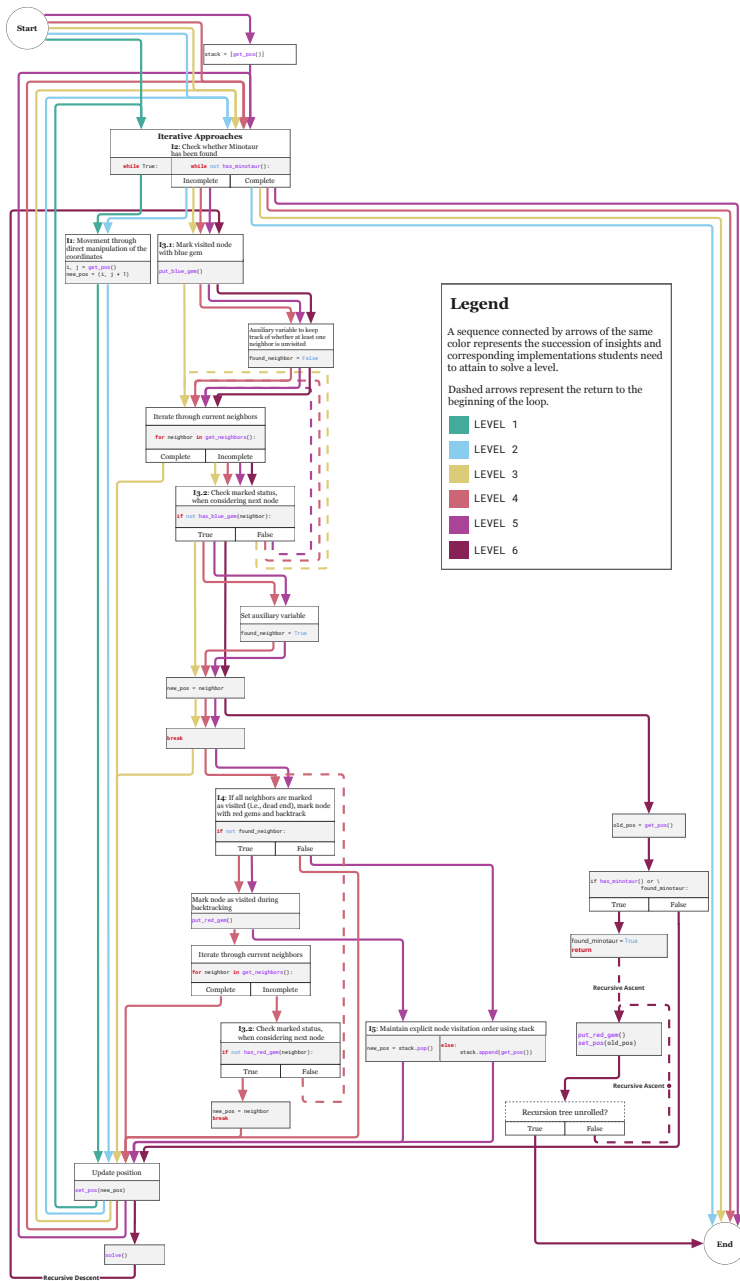 Start
stack = [get_pos()]
Iterative Approaches
I2: Check whether Minotaur
has been found
while True:
while not has_minotaur():
Incomplete
Complete
I1: Movement through
direct manipulation of the
coordinates
i, j = get_pos()
new_pos = (i, j + 1)
I3.1: Mark visited node
with blue gem
put_blue_gem()
Auxiliary variable to keep
track of whether at least one
neighbor is unvisited
found_neighbor = False
Iterate through current neighbors
for neighbor in get_neighbors():
Complete
Incomplete
I3.2: Check marked status,
when considering next node
if not has_blue_gem(neighbor):
True
False
Set auxiliary variable
found_neighbor = True
new_pos = neighbor
break
I4: If all neighbors are marked
as visited (i.e., dead end), mark node
with red gems and backtrack
if not found_neighbor:
True
False
Mark node as visited during
backtracking
put_red_gem()
Iterate through current neighbors
for neighbor in get_neighbors():
Complete
Incomplete
I3.2: Check marked status,
when considering next node
if not has_red_gem(neighbor):
True
False
new_pos = neighbor
break
I5: Maintain explicit node visitation order using stack
new_pos = stack.pop()
else:
stack.append(get_pos())
Update position
set_pos(new_pos)
solve()
Recursive Descent
Legend
A sequence connected by arrows of the same
color represents the succession of insights and
corresponding implementations students need
to attain to solve a level.
Dashed arrows represent the return to the
beginning of the loop.
LEVEL 1
LEVEL 2
LEVEL 3
LEVEL 4
LEVEL 5
LEVEL 6
old_pos = get_pos()
if has_minotaur() or \
found_minotaur:
True
False
found_minotaur = True
return
Recursive Ascent
put_red_gem()
set_pos(old_pos)
Recursive Ascent
Recursion tree unrolled?
True
False
End